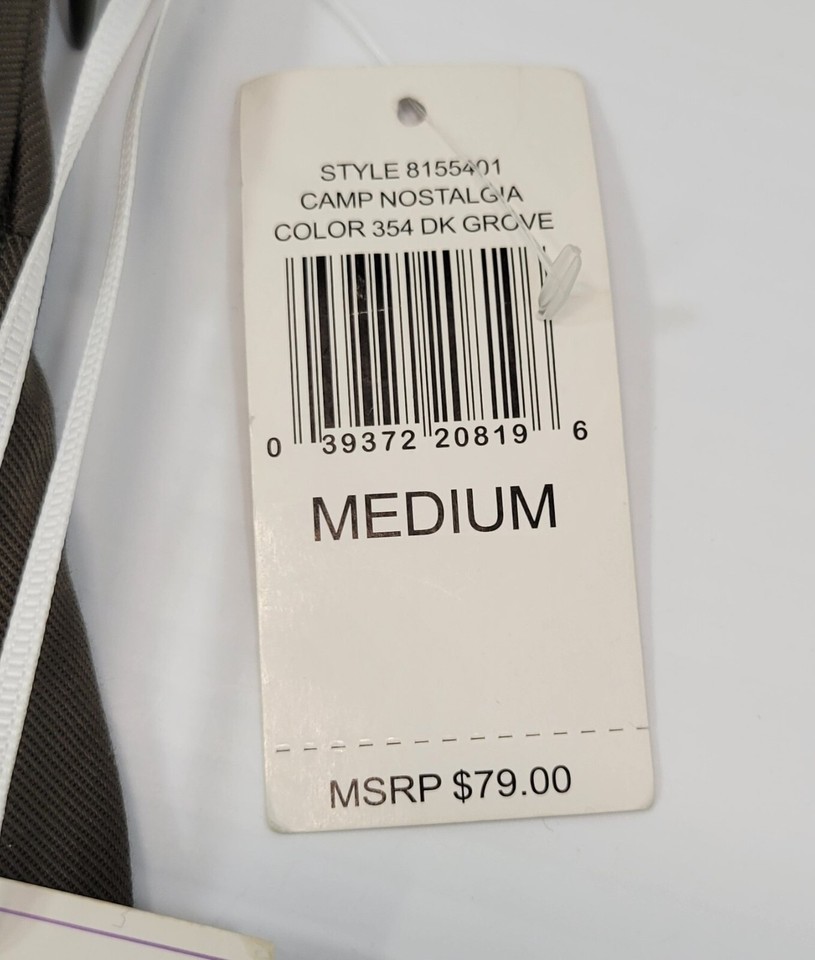 STYLE 8155401
CAMP NOSTALGIA
COLOR 354 DK GROVE
0 39372 20819 6
MEDIUM
MSRP $79.00